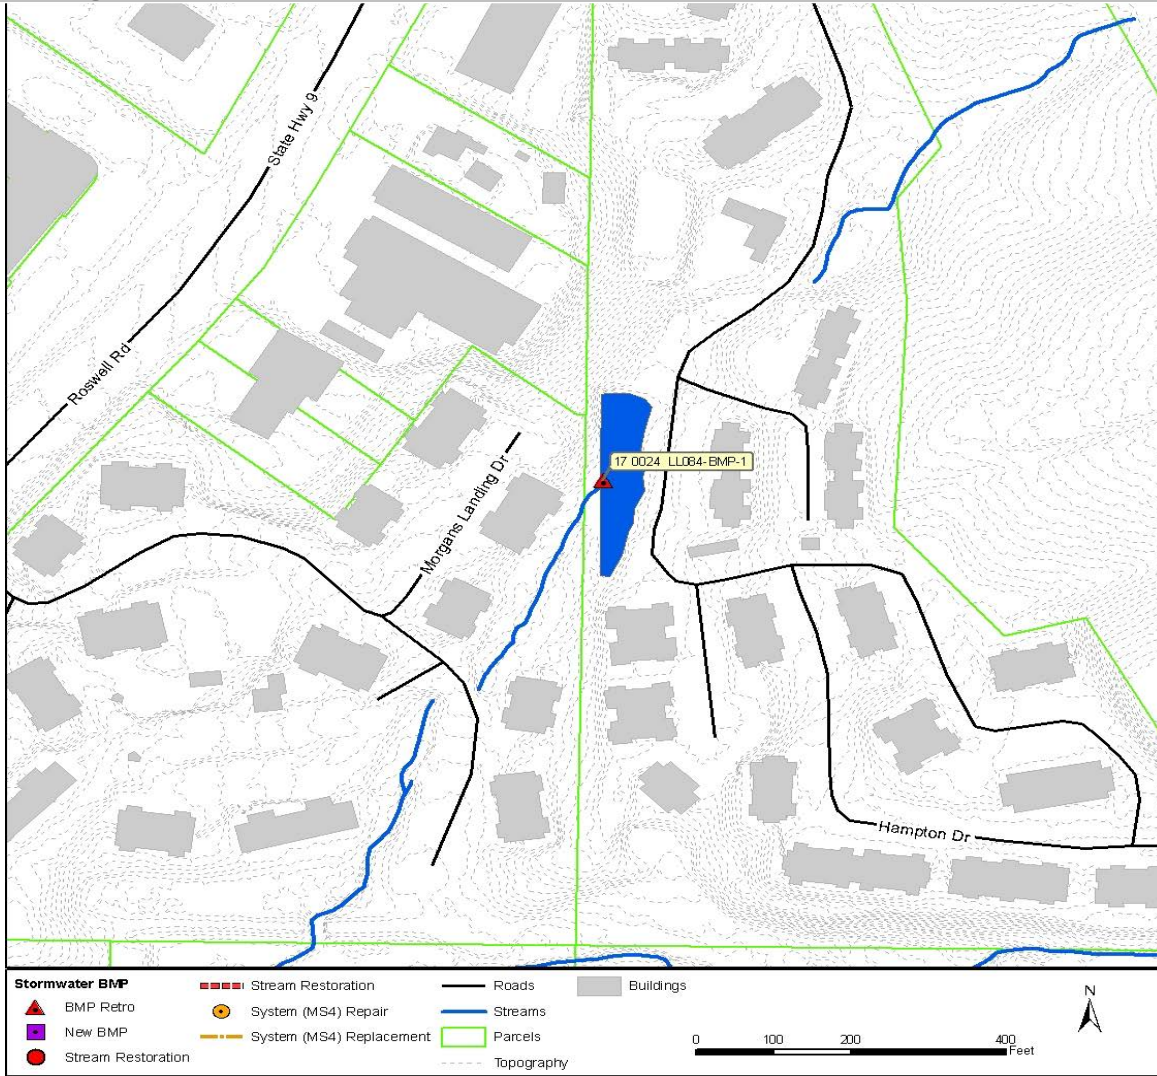 State Hwy 9
Roswell Rd
17 0024 LL084-BMP-1
Morgans Landing Dr
Hampton Dr
Stormwater BMP
BMP Retro
New BMP
Stream Restoration
Stream Restoration
System (MS4) Repair
System (MS4) Replacement
Roads
Streams
Parcels
Topography
Buildings
N
0 100 200 400
Feet